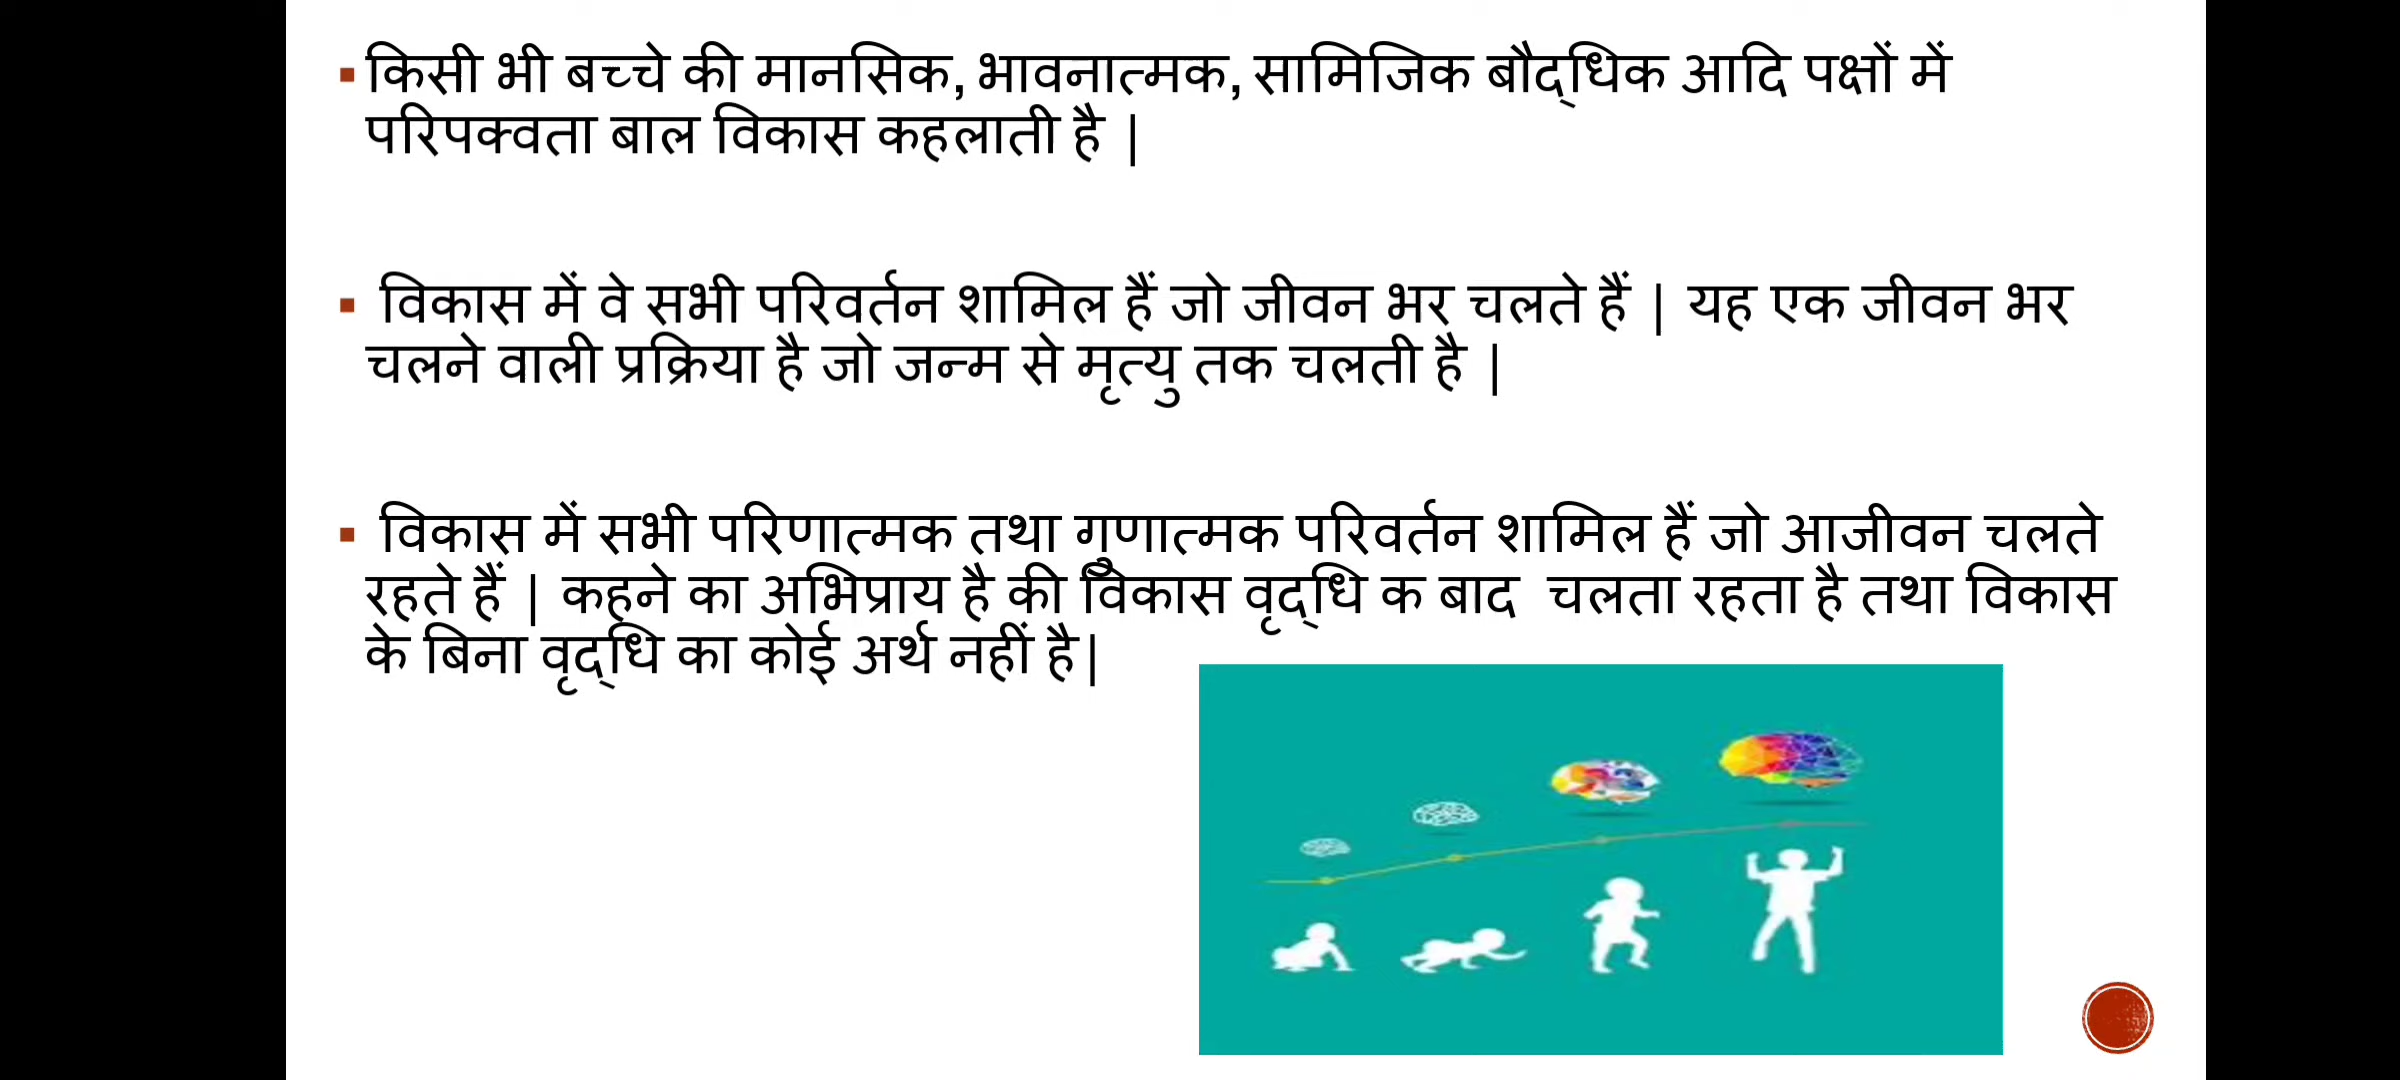 किसी भी बच्चे की मानसिक, भावनात्मक, सामिजिक बौद्धिक आदि पक्षों में
परिपक्वता बाल विकास कहलाती है |
विकास में वे सभी परिवर्तन शामिल हैं जो जीवन भर चलते हैं | यह एक जीवन भर
चलने वाली प्रक्रिया है जो जन्म से मृत्यु तक चलती है |
विकास में सभी परिणात्मक तथा गुणात्मक परिवर्तन शामिल हैं जो आजीवन चलते
रहते हैं | कहने का अभिप्राय है की विकास वृद्धि क बाद चलता रहता है तथा विकास
के बिना वृद्धि का कोई अर्थ नहीं है|